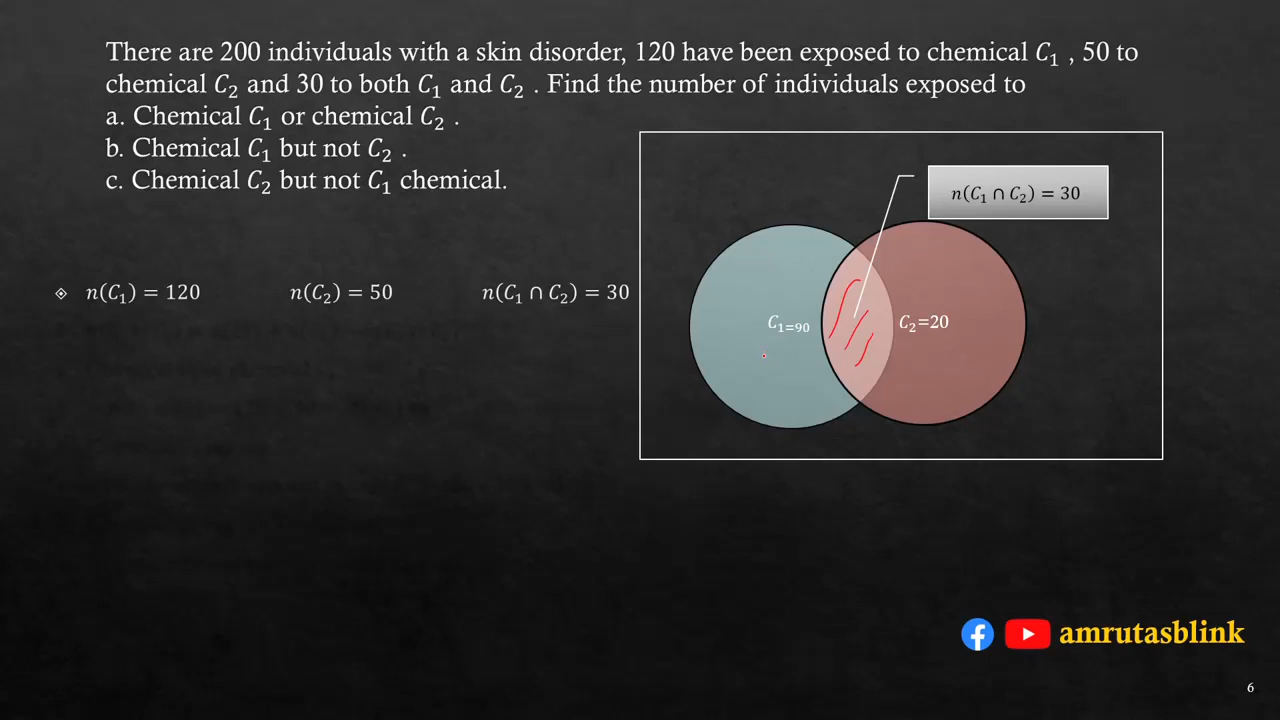 There are 200 individuals with a skin disorder, 120 have been exposed to chemical C₁ , 50 to
chemical C₂ and 30 to both C₁ and C₂ . Find the number of individuals exposed to
a. Chemical C₁ or chemical C₂ .
b. Chemical C₁ but not C₂ .
c. Chemical C₂ but not C₁ chemical.
n(C₁ ∩ C₂) = 30
n(C₁) = 120 n(C₂) = 50 n(C₁ ∩ C₂) = 30
C₁₌₉₀ C₂=20
amrutasblink
6